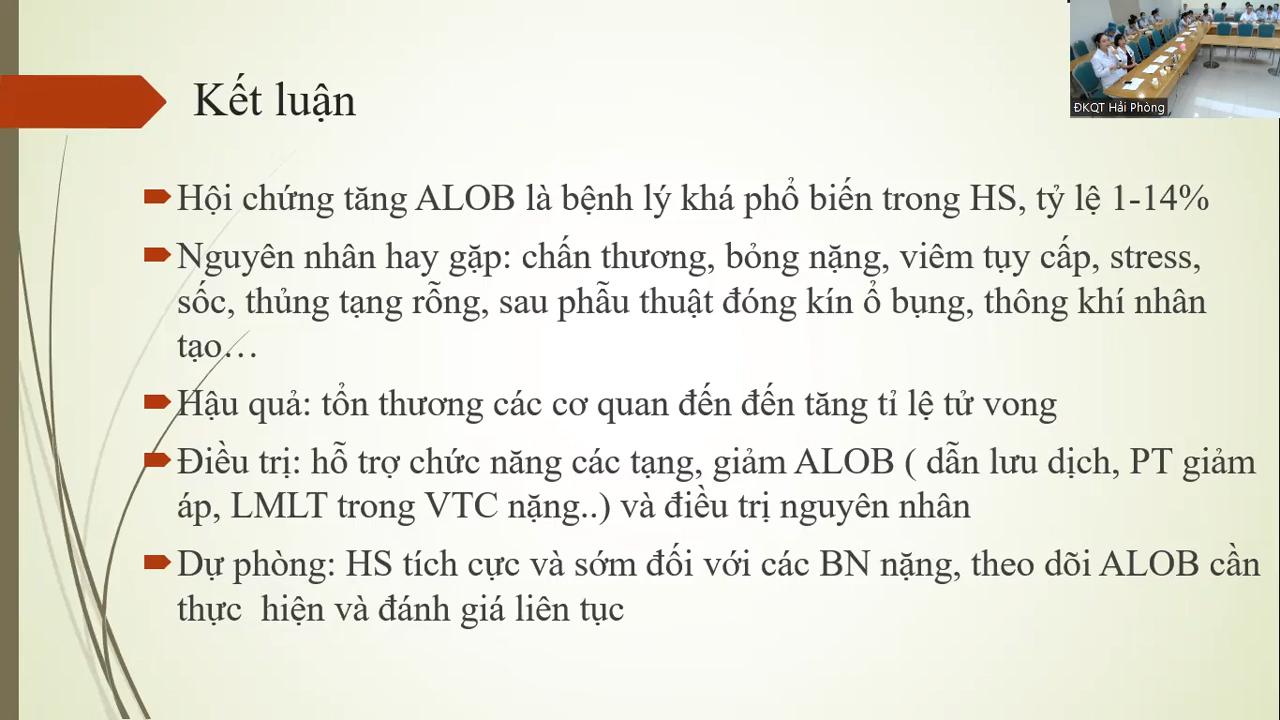 Kết luận
ĐKQT Hải Phòng
Hội chứng tăng ALOB là bệnh lý khá phổ biến trong HS, tỷ lệ 1-14%
Nguyên nhân hay gặp: chấn thương, bỏng nặng, viêm tụy cấp, stress,
sốc, thủng tạng rỗng, sau phẫu thuật đóng kín ổ bụng, thông khí nhân
tạo…
Hậu quả: tổn thương các cơ quan đến đến tăng tỉ lệ tử vong
Điều trị: hỗ trợ chức năng các tạng, giảm ALOB ( dẫn lưu dịch, PT giảm
áp, LMLT trong VTC nặng..) và điều trị nguyên nhân
Dự phòng: HS tích cực và sớm đối với các BN nặng, theo dõi ALOB cần
thực  hiện và đánh giá liên tục